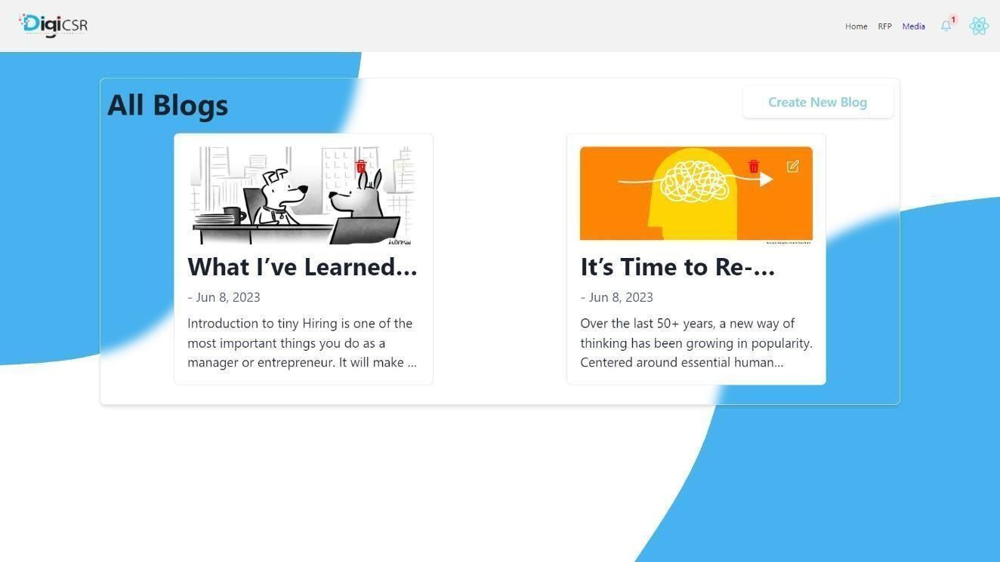 DigiCSR
Home RFP Media 1
All Blogs
Create New Blog
ANDERSON
What I’ve Learned...
- Jun 8, 2023
Introduction to tiny Hiring is one of the
most important things you do as a
manager or entrepreneur. It will make ...
It’s Time to Re-...
- Jun 8, 2023
Over the last 50+ years, a new way of
thinking has been growing in popularity.
Centered around essential human...